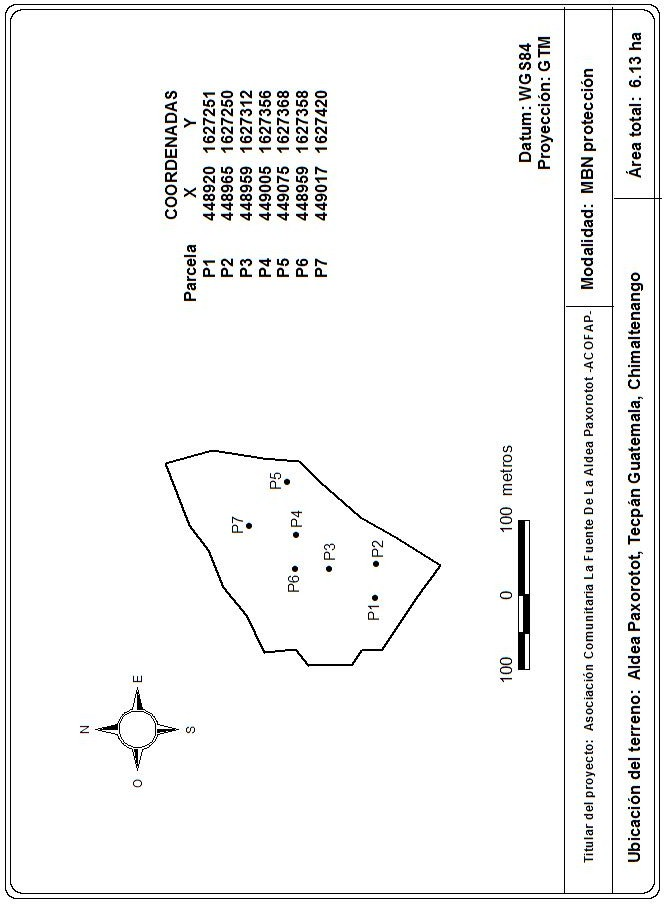 N
O
E
S
COORDENADAS
Parcela X Y
P1 448920 1627251
P2 448965 1627250
P3 448959 1627312
P4 449005 1627356
P5 449075 1627368
P6 448959 1627358
P7 449017 1627420
P7
P5
P4
P6
P3
P2
P1
100 0 100 metros
Datum: WGS84
Proyección: GTM
Titular del proyecto: Asociación Comunitaria La Fuente De La Aldea Paxorotot -ACOFAP-
Modalidad: MBN protección
Ubicación del terreno: Aldea Paxorotot, Tecpán Guatemala, Chimaltenango
Área total: 6.13 ha